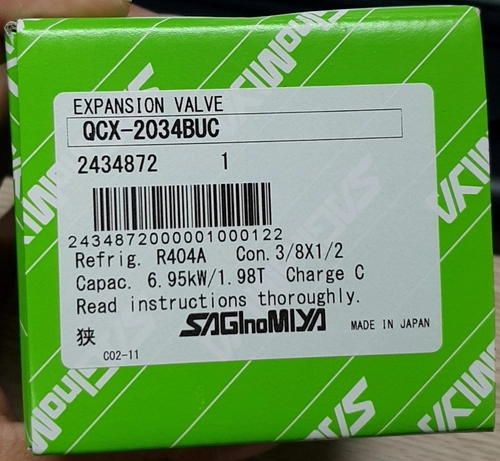 EXPANSION VALVE
QCX-2034BUC
2434872 1
2434872000001000122
Refrig. R404A Con. 3/8X1/2
Capac. 6.95kW/1.98T Charge C
Read instructions thoroughly.
狭 SAGInoMIYA MADE IN JAPAN
C02-11